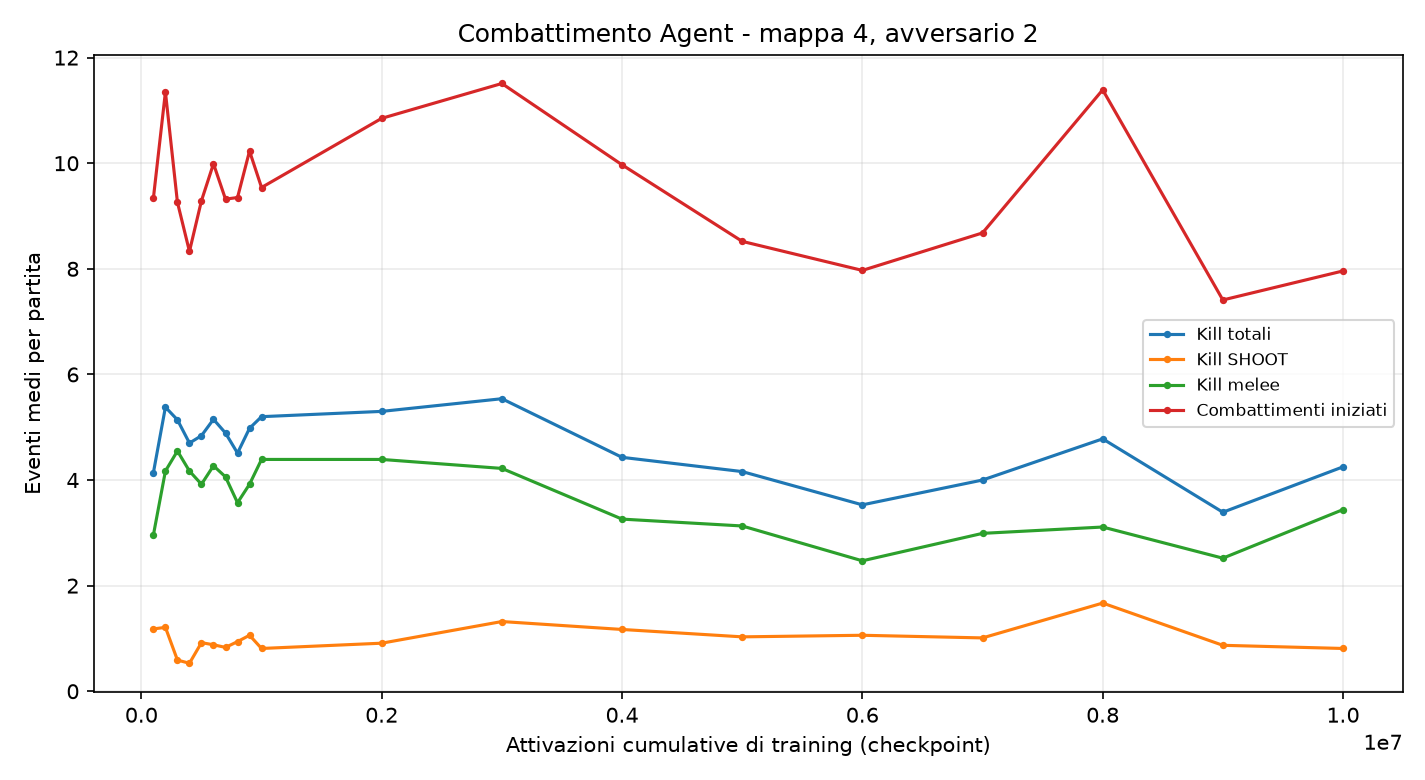 Combattimento Agent - mappa 4, avversario 2
Eventi medi per partita
12
10
8
6
4
2
0
Kill totali
Kill SHOOT
Kill melee
Combattimenti iniziati
0.0 0.2 0.4 0.6 0.8 1.0
1e7
Attivazioni cumulative di training (checkpoint)